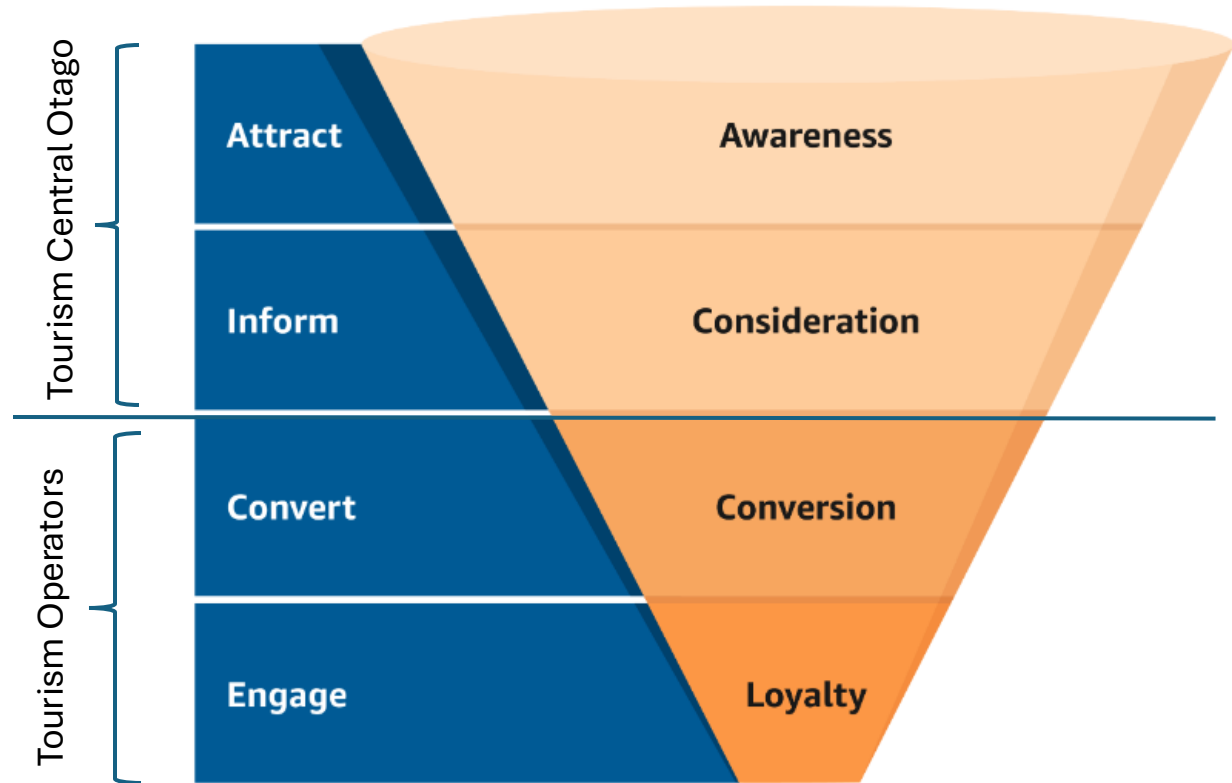 Tourism Central Otago
Attract
Awareness
Inform
Consideration
Tourism Operators
Convert
Conversion
Engage
Loyalty